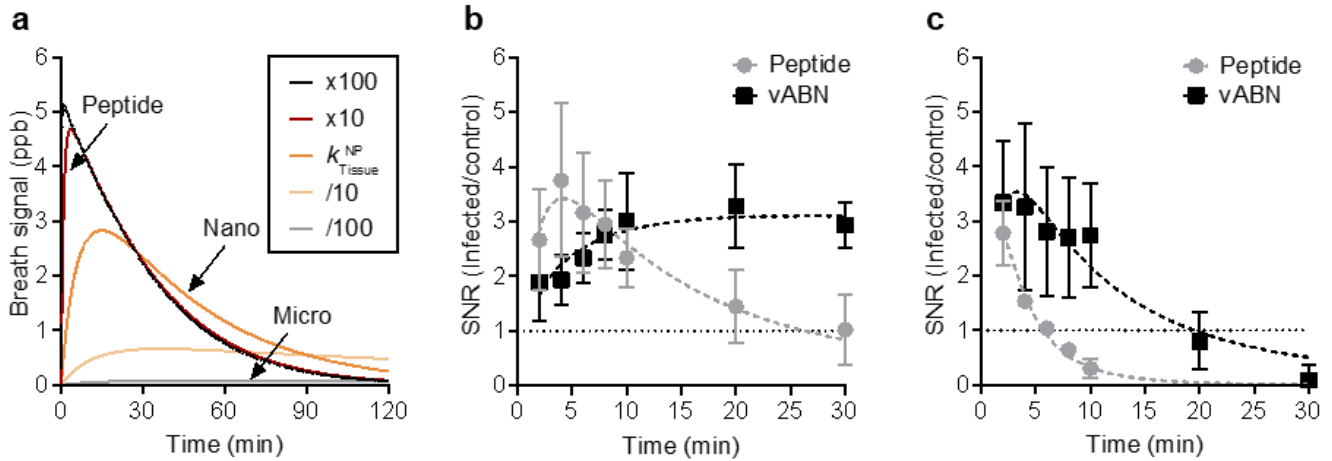 a
Breath signal (ppb)
6
5
4
3
2
1
0
0 30 60 90 120
Time (min)
Peptide
Nano
Micro
x100
x10
k NP Tissue
/10
/100
b
SNR (Infected/control)
6
5
4
3
2
1
0
0 5 10 15 20 25 30
Time (min)
Peptide
vABN
c
SNR (Infected/control)
6
5
4
3
2
1
0
0 5 10 15 20 25 30
Time (min)
Peptide
vABN